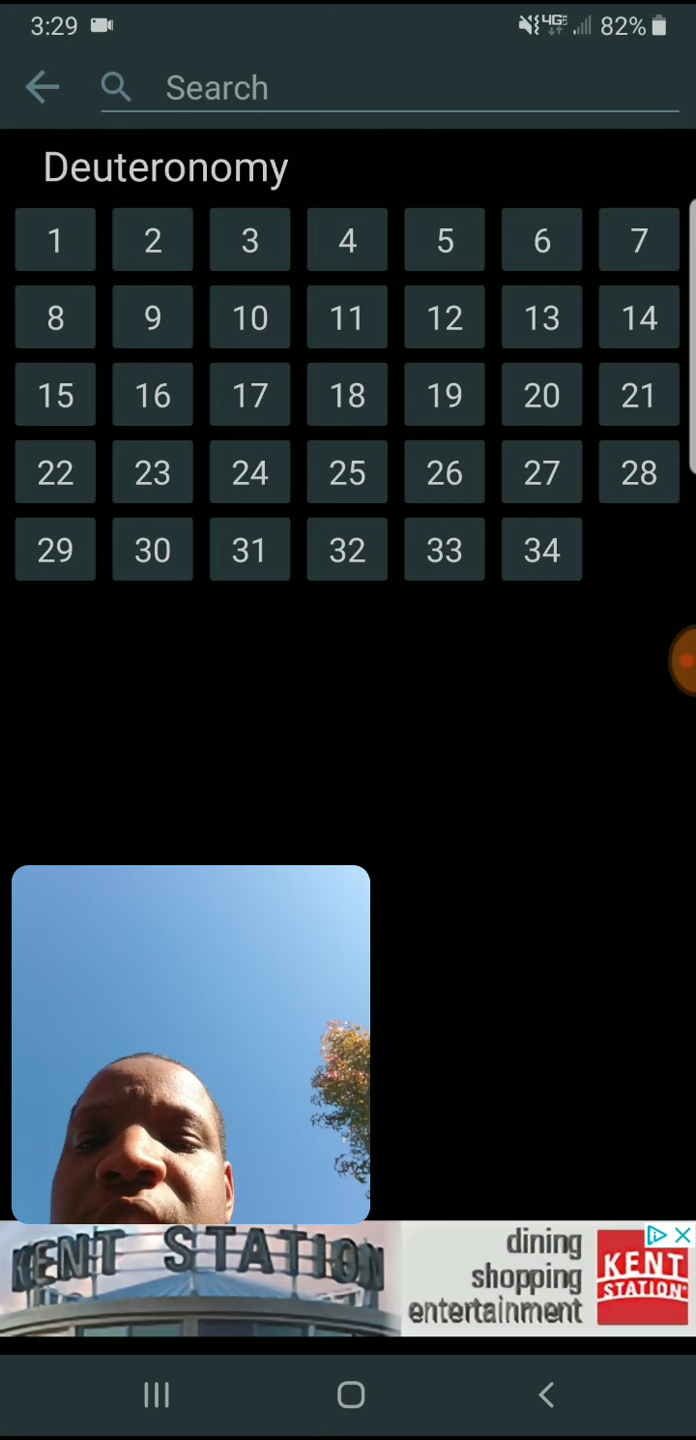 3:29 4GE 82%
Search
Deuteronomy
1 2 3 4 5 6 7
8 9 10 11 12 13 14
15 16 17 18 19 20 21
22 23 24 25 26 27 28
29 30 31 32 33 34
KENT STATION
dining
shopping
entertainment
KENT
STATION